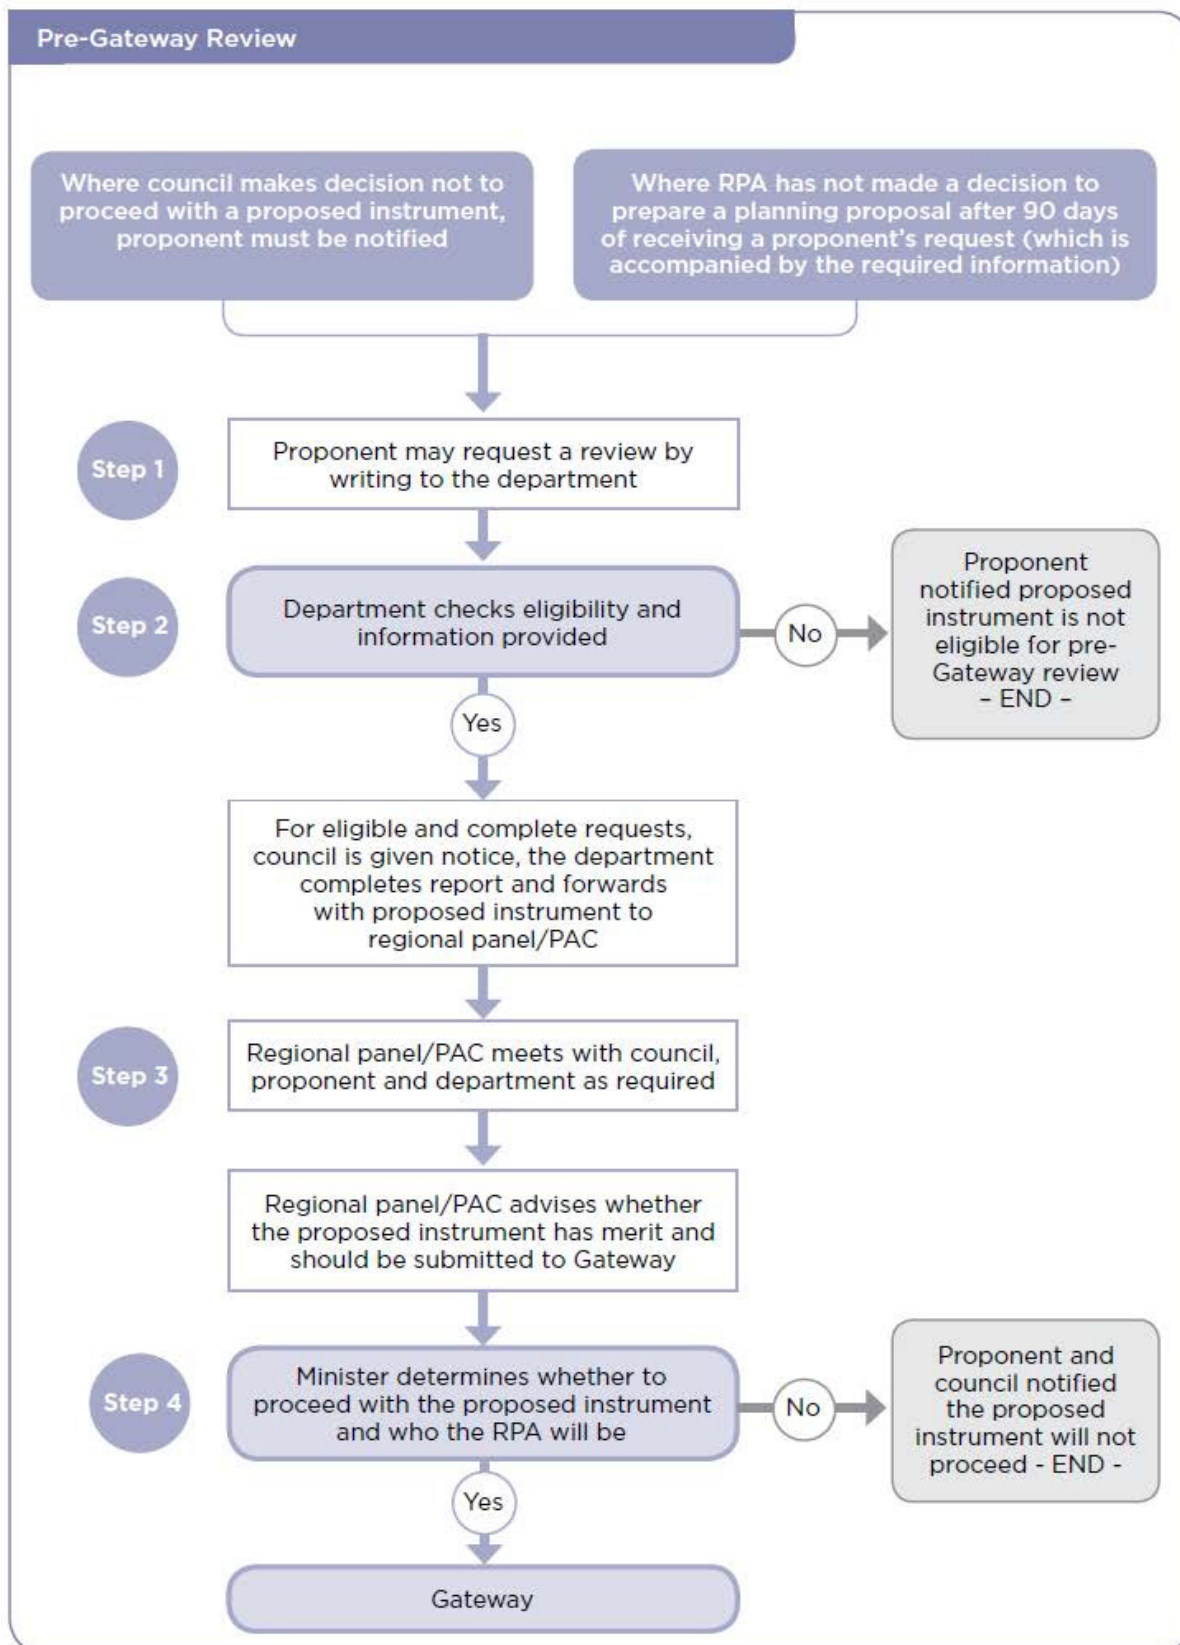 Pre-Gateway Review
Where council makes decision not to
proceed with a proposed instrument,
proponent must be notified
Where RPA has not made a decision to
prepare a planning proposal after 90 days
of receiving a proponent's request (which is
accompanied by the required information)
Step 1
Proponent may request a review by
writing to the department
Step 2
Department checks eligibility and
information provided
No
Proponent
notified proposed
instrument is not
eligible for pre-
Gateway review
– END –
Yes
For eligible and complete requests,
council is given notice, the department
completes report and forwards
with proposed instrument to
regional panel/PAC
Step 3
Regional panel/PAC meets with council,
proponent and department as required
Regional panel/PAC advises whether
the proposed instrument has merit and
should be submitted to Gateway
Step 4
Minister determines whether to
proceed with the proposed instrument
and who the RPA will be
No
Proponent and
council notified
the proposed
instrument will not
proceed - END -
Yes
Gateway